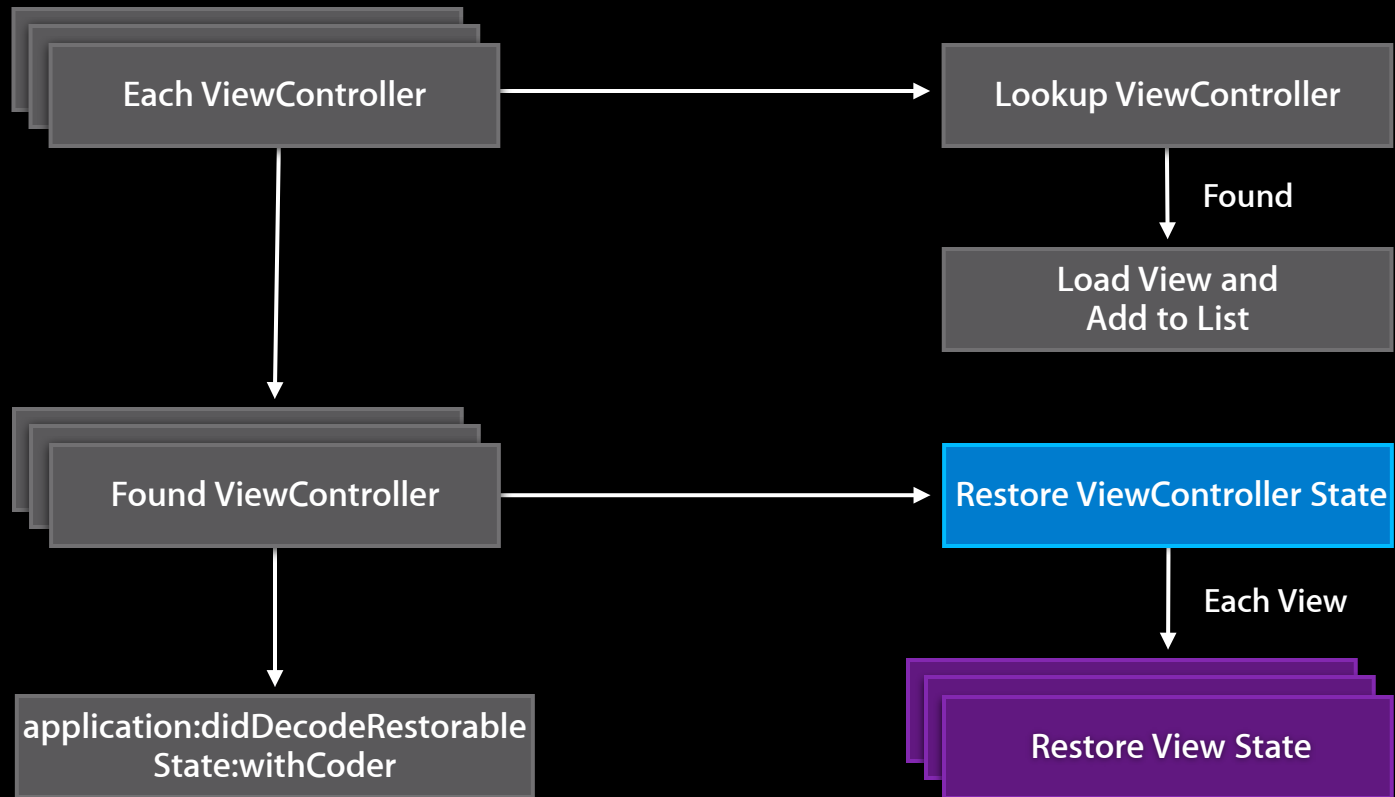 Each ViewController
Lookup ViewController
Found
Load View and
Add to List
Found ViewController
Restore ViewController State
Each View
application:didDecodeRestorable
State:withCoder
Restore View State